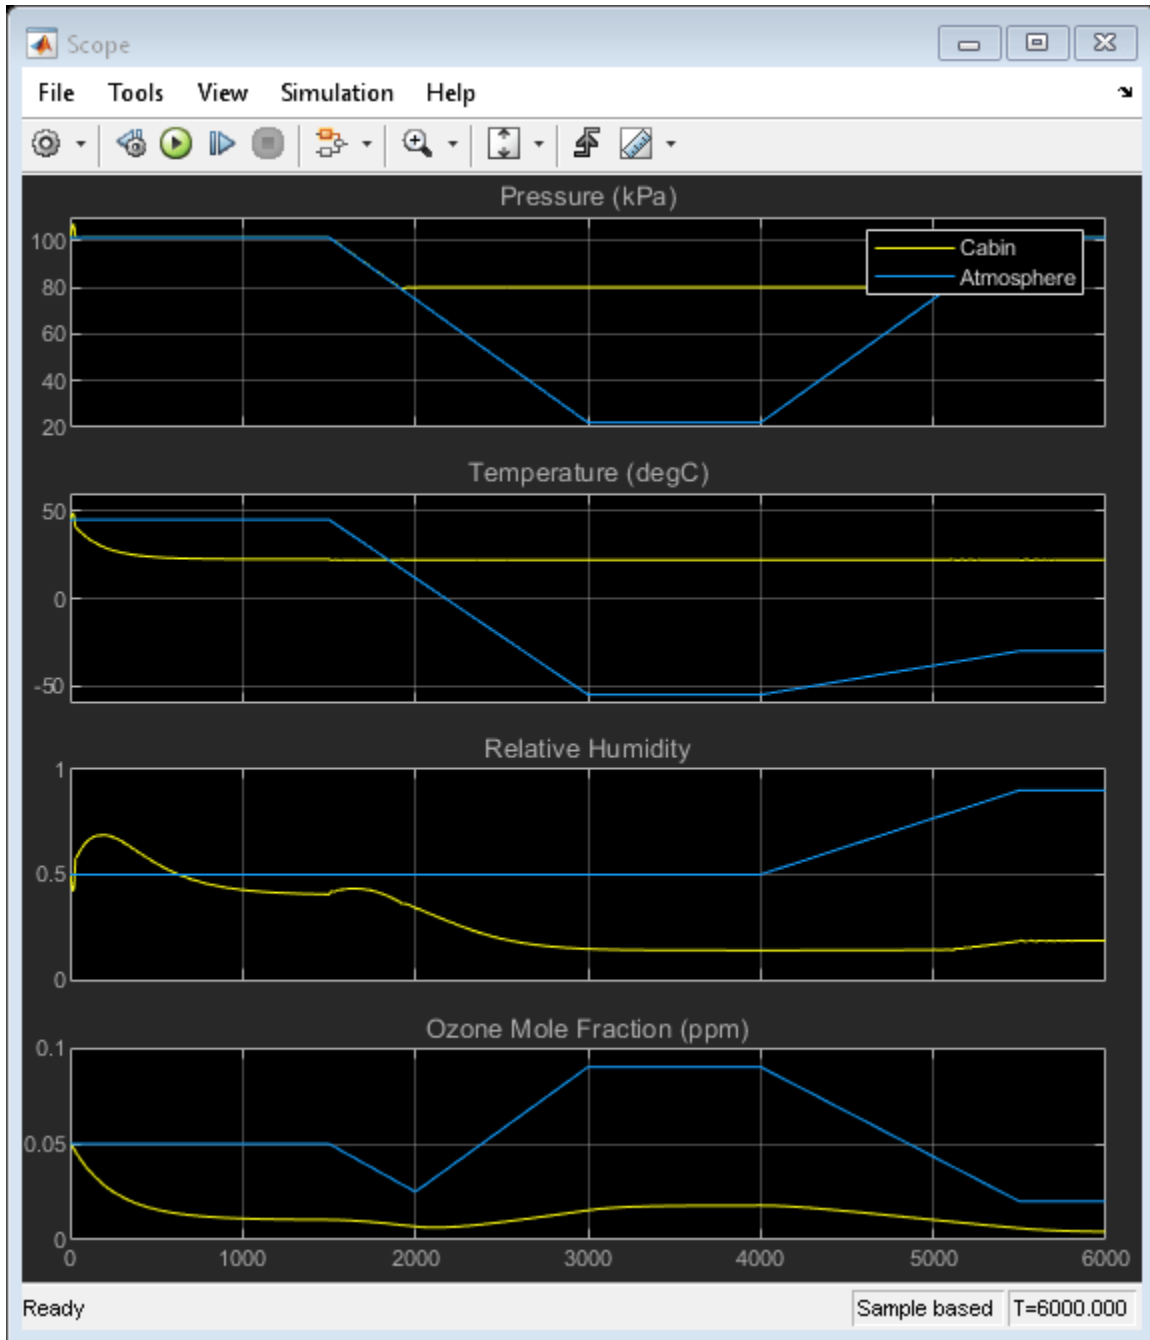 Scope
File Tools View Simulation Help
Pressure (kPa)
100
80
60
40
20
Cabin
Atmosphere
Temperature (degC)
50
0
-50
Relative Humidity
1
0.5
0
Ozone Mole Fraction (ppm)
0.1
0.05
0
0 1000 2000 3000 4000 5000 6000
Ready Sample based T=6000.000